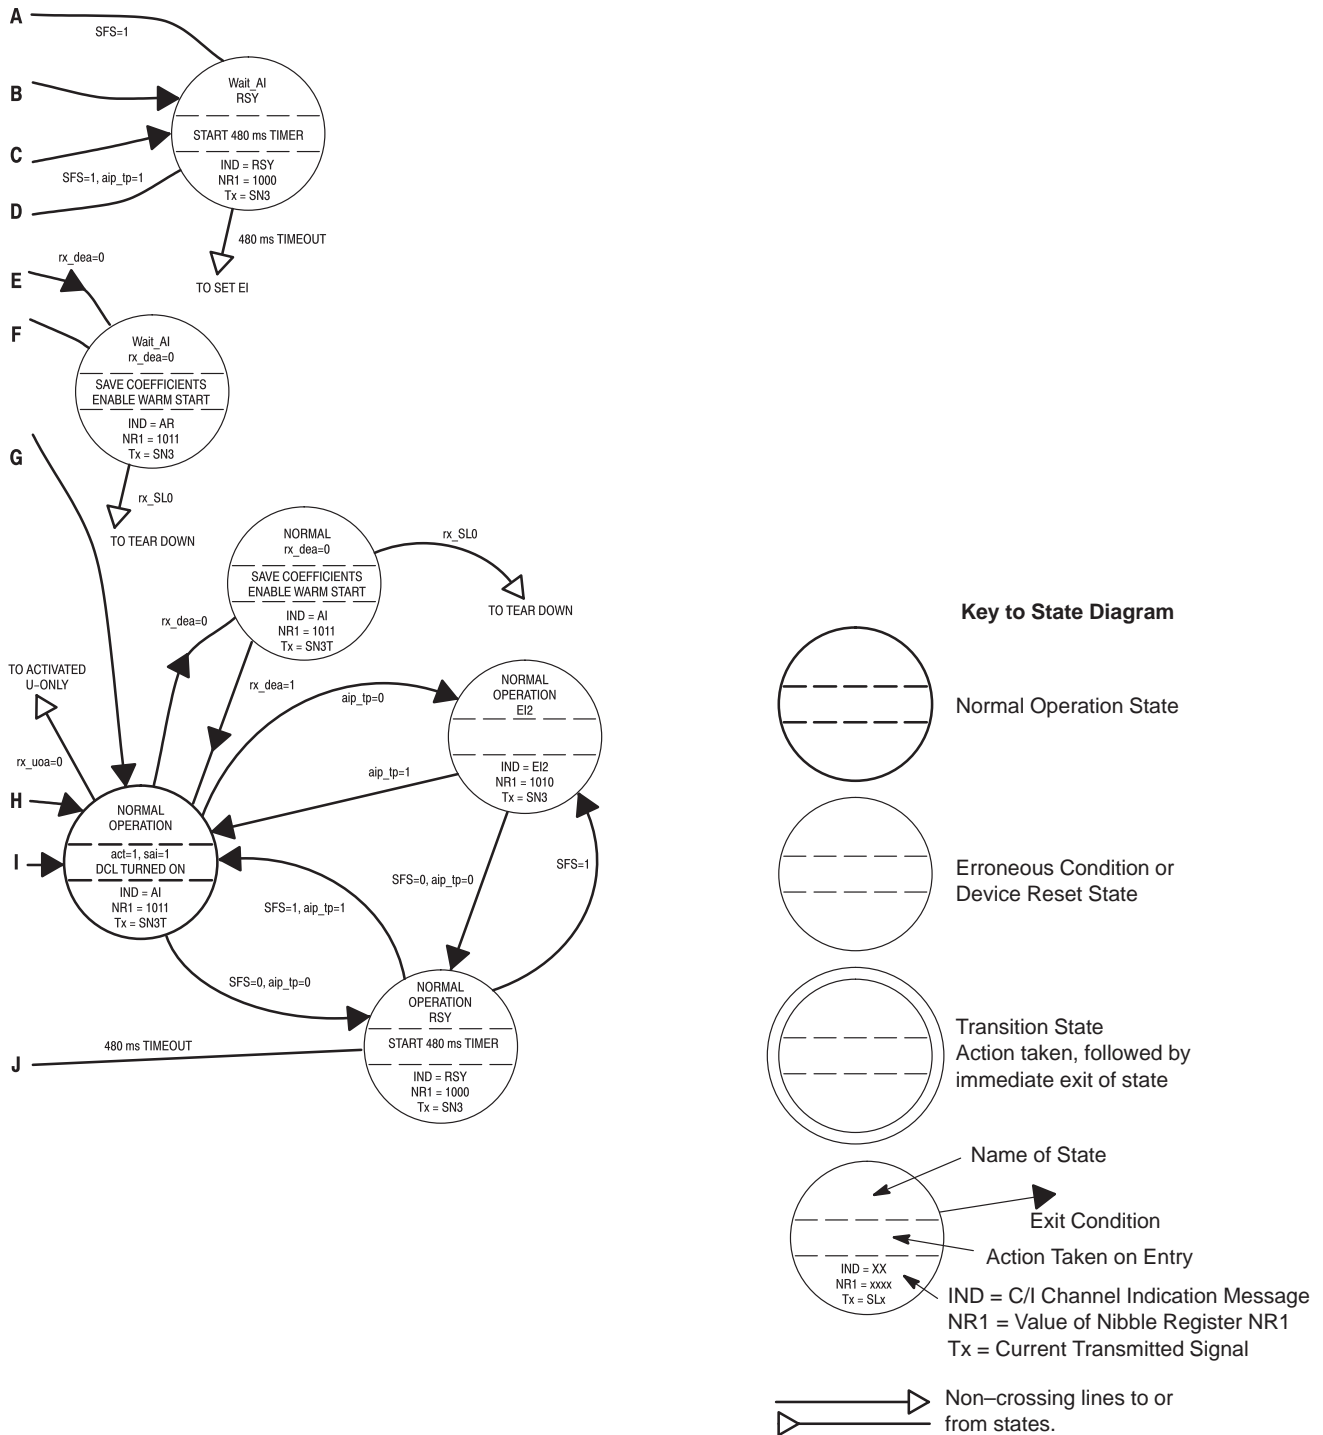 A
SFS=1
B
C
SFS=1, aip_tp=1
D
Wait_AI
RSY
START 480 ms TIMER
IND = RSY
NR1 = 1000
Tx = SN3
480 ms TIMEOUT
TO SET EI
E
rx_dea=0
F
Wait_AI
rx_dea=0
SAVE COEFFICIENTS
ENABLE WARM START
IND = AR
NR1 = 1011
Tx = SN3
rx_SL0
TO TEAR DOWN
G
NORMAL
rx_dea=0
SAVE COEFFICIENTS
ENABLE WARM START
IND = AI
NR1 = 1011
Tx = SN3T
rx_SL0
TO TEAR DOWN
rx_dea=0
rx_dea=1
TO ACTIVATED
U–ONLY
rx_uoa=0
H
I
NORMAL
OPERATION
act=1, sai=1
DCL TURNED ON
IND = AI
NR1 = 1011
Tx = SN3T
aip_tp=0
aip_tp=1
NORMAL
OPERATION
EI2
IND = EI2
NR1 = 1010
Tx = SN3
SFS=0, aip_tp=0
SFS=1
SFS=1, aip_tp=1
SFS=0, aip_tp=0
NORMAL
OPERATION
RSY
START 480 ms TIMER
IND = RSY
NR1 = 1000
Tx = SN3
J
480 ms TIMEOUT
Key to State Diagram
Normal Operation State
Erroneous Condition or
Device Reset State
Transition State
Action taken, followed by
immediate exit of state
Name of State
Exit Condition
Action Taken on Entry
IND = XX
NR1 = xxxx
Tx = SLx
IND = C/I Channel Indication Message
NR1 = Value of Nibble Register NR1
Tx = Current Transmitted Signal
Non–crossing lines to or
from states.